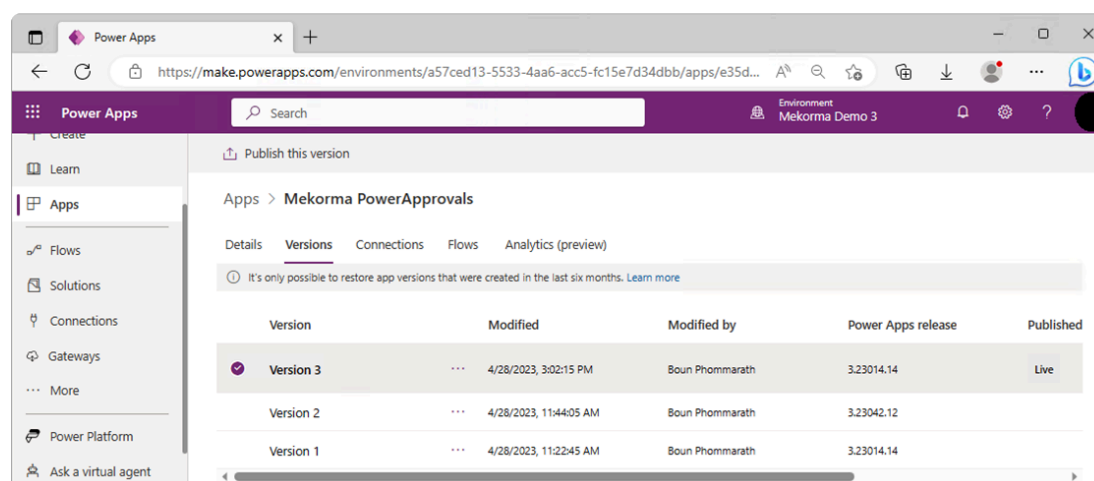 Power Apps
https://make.powerapps.com/environments/a57ced13-5533-4aa6-acc5-fc15e7d34dbb/apps/e35d...
Power Apps
Search
Environment
Mekorma Demo 3
Create
Publish this version
Learn
Apps
Apps > Mekorma PowerApprovals
Details Versions Connections Flows Analytics (preview)
Flows
It's only possible to restore app versions that were created in the last six months. Learn more
Solutions
Connections
Version Modified Modified by Power Apps release Published
Gateways
Version 3 ... 4/28/2023, 3:02:15 PM Boun Phommarath 3.23014.14 Live
More
Version 2 ... 4/28/2023, 11:44:05 AM Boun Phommarath 3.23042.12
Power Platform
Version 1 ... 4/28/2023, 11:22:45 AM Boun Phommarath 3.23014.14
Ask a virtual agent